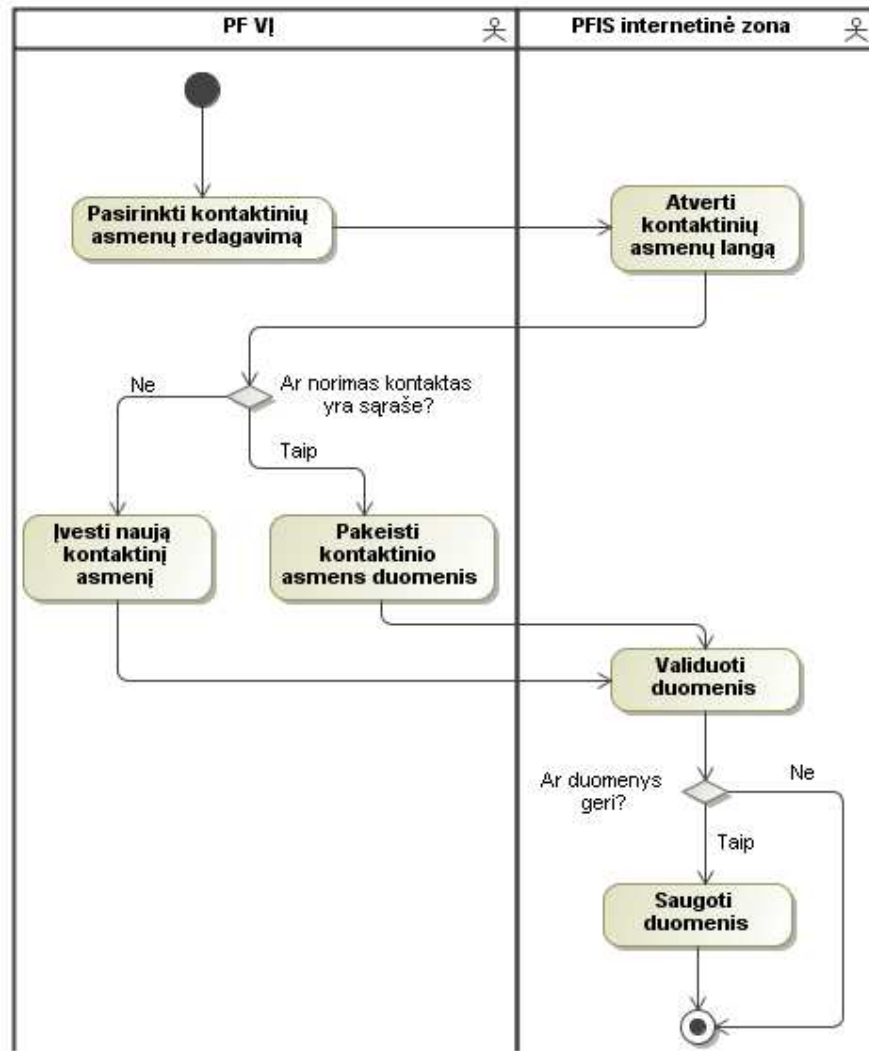 PF VĮ
PFIS internetinė zona
Pasirinkti kontaktinių
asmenų redagavimą
Atverti
kontaktinių
asmenų langą
Ne
Ar norimas kontaktas
yra sąraše?
Taip
Įvesti naują
kontaktinį
asmenį
Pakeisti
kontaktinio
asmens duomenis
Validuoti
duomenis
Ar duomenys
geri?
Ne
Taip
Saugoti
duomenis